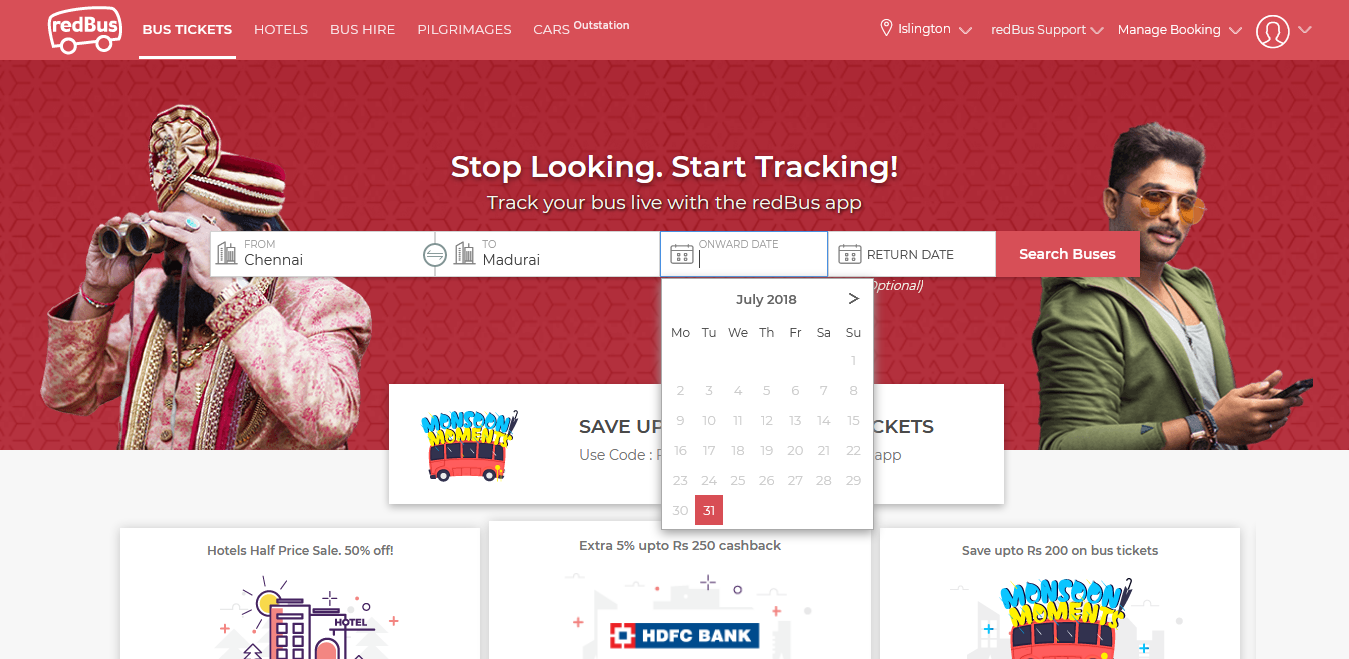 redBus
BUS TICKETS HOTELS BUS HIRE PILGRIMAGES CARS Outstation
Islington redBus Support Manage Booking
Stop Looking. Start Tracking!
Track your bus live with the redBus app
FROM
Chennai
TO
Madurai
ONWARD DATE
RETURN DATE
Search Buses
Optional)
July 2018 >
Mo Tu We Th Fr Sa Su
1
2 3 4 5 6 7 8
9 10 11 12 13 14 15
16 17 18 19 20 21 22
23 24 25 26 27 28 29
30 31
MONSOON
MOMENTS
SAVE UP CKETS
Use Code : app
Hotels Half Price Sale. 50% off!
HOTEL
Extra 5% upto Rs 250 cashback
HDFC BANK
Save upto Rs 200 on bus tickets
MONSOON
MOMENTS